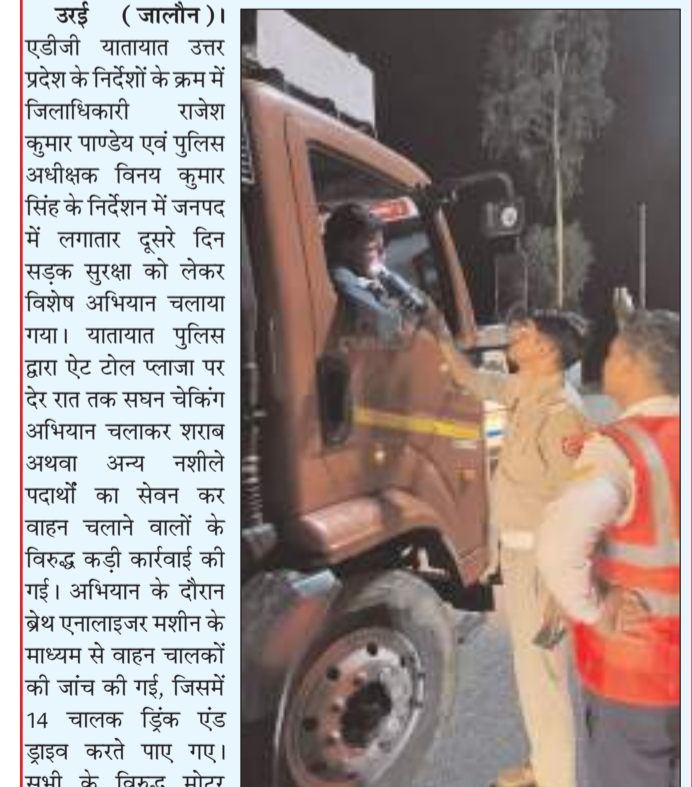 उरई (जालौन)।
एडीजी यातायात उत्तर
प्रदेश के निर्देशों के क्रम में
जिलाधिकारी राजेश
कुमार पाण्डेय एवं पुलिस
अधीक्षक विनय कुमार
सिंह के निर्देशन में जनपद
में लगातार दूसरे दिन
सड़क सुरक्षा को लेकर
विशेष अभियान चलाया
गया। यातायात पुलिस
द्वारा ऐट टोल प्लाजा पर
देर रात तक सघन चेकिंग
अभियान चलाकर शराब
अथवा अन्य नशीले
पदार्थों का सेवन कर
वाहन चलाने वालों के
विरुद्ध कड़ी कार्रवाई की
गई। अभियान के दौरान
ब्रेथ एनालाइजर मशीन के
माध्यम से वाहन चालकों
की जांच की गई, जिसमें
14 चालक ड्रिंक एंड
ड्राइव करते पाए गए।
सभी के विरुद्ध मोटर